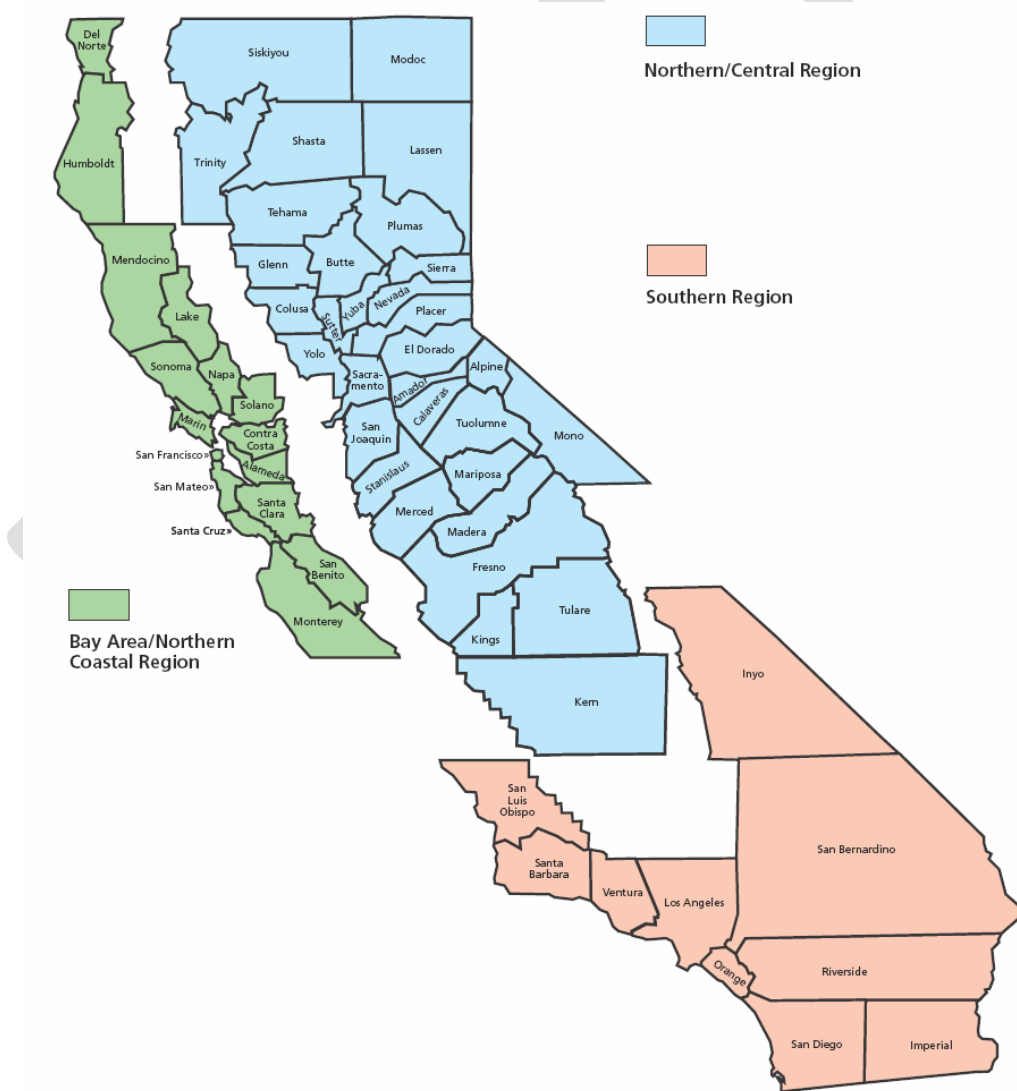 Del
Norte
Siskiyou
Modoc
Northern/Central Region
Humboldt
Trinity
Shasta
Lassen
Tehama
Plumas
Mendocino
Glenn
Butte
Sierra
Southern Region
Lake
Colusa
Sutter
Yuba
Nevada
Placer
Sonoma
Napa
Yolo
El Dorado
Solano
Sacra-
mento
Amador
Alpine
Marin
Calaveras
Contra
Costa
San
Joaquin
Tuolumne
Mono
San Francisco»
Alameda
Stanislaus
Mariposa
San Mateo»
Santa
Clara
Merced
Santa Cruz»
Madera
San
Benito
Fresno
Monterey
Tulare
Kings
Bay Area/Northern
Coastal Region
Inyo
Kern
San
Luis
Obispo
San Bernardino
Santa
Barbara
Ventura
Los Angeles
Orange
Riverside
San Diego
Imperial